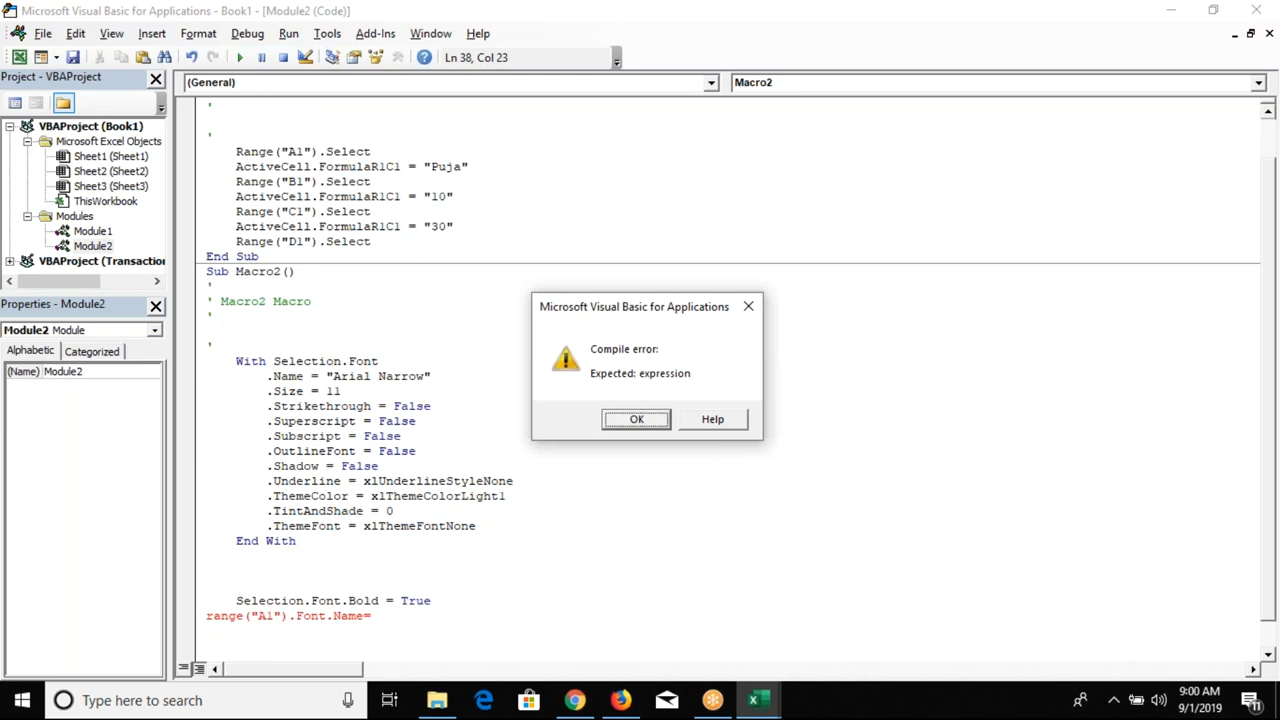 Microsoft Visual Basic for Applications - Book1 - [Module2 (Code)]
File Edit View Insert Format Debug Run Tools Add-Ins Window Help
Ln 38, Col 23
Project - VBAProject
(General)
Macro2
VBAProject (Book1)
Microsoft Excel Objects
Sheet1 (Sheet1)
Sheet2 (Sheet2)
Sheet3 (Sheet3)
ThisWorkbook
Modules
Module1
Module2
VBAProject (Transaction
Properties - Module2
Module2 Module
Alphabetic Categorized
(Name) Module2
'
'
Range("A1").Select
ActiveCell.FormulaR1C1 = "Puja"
Range("B1").Select
ActiveCell.FormulaR1C1 = "10"
Range("C1").Select
ActiveCell.FormulaR1C1 = "30"
Range("D1").Select
End Sub
Sub Macro2()
'
' Macro2 Macro
'
'
With Selection.Font
.Name = "Arial Narrow"
.Size = 11
.Strikethrough = False
.Superscript = False
.Subscript = False
.OutlineFont = False
.Shadow = False
.Underline = xlUnderlineStyleNone
.ThemeColor = xlThemeColorLight1
.TintAndShade = 0
.ThemeFont = xlThemeFontNone
End With
Selection.Font.Bold = True
range("A1").Font.Name=
Microsoft Visual Basic for Applications
Compile error:
Expected: expression
OK
Help
Type here to search
9:00 AM
9/1/2019
11